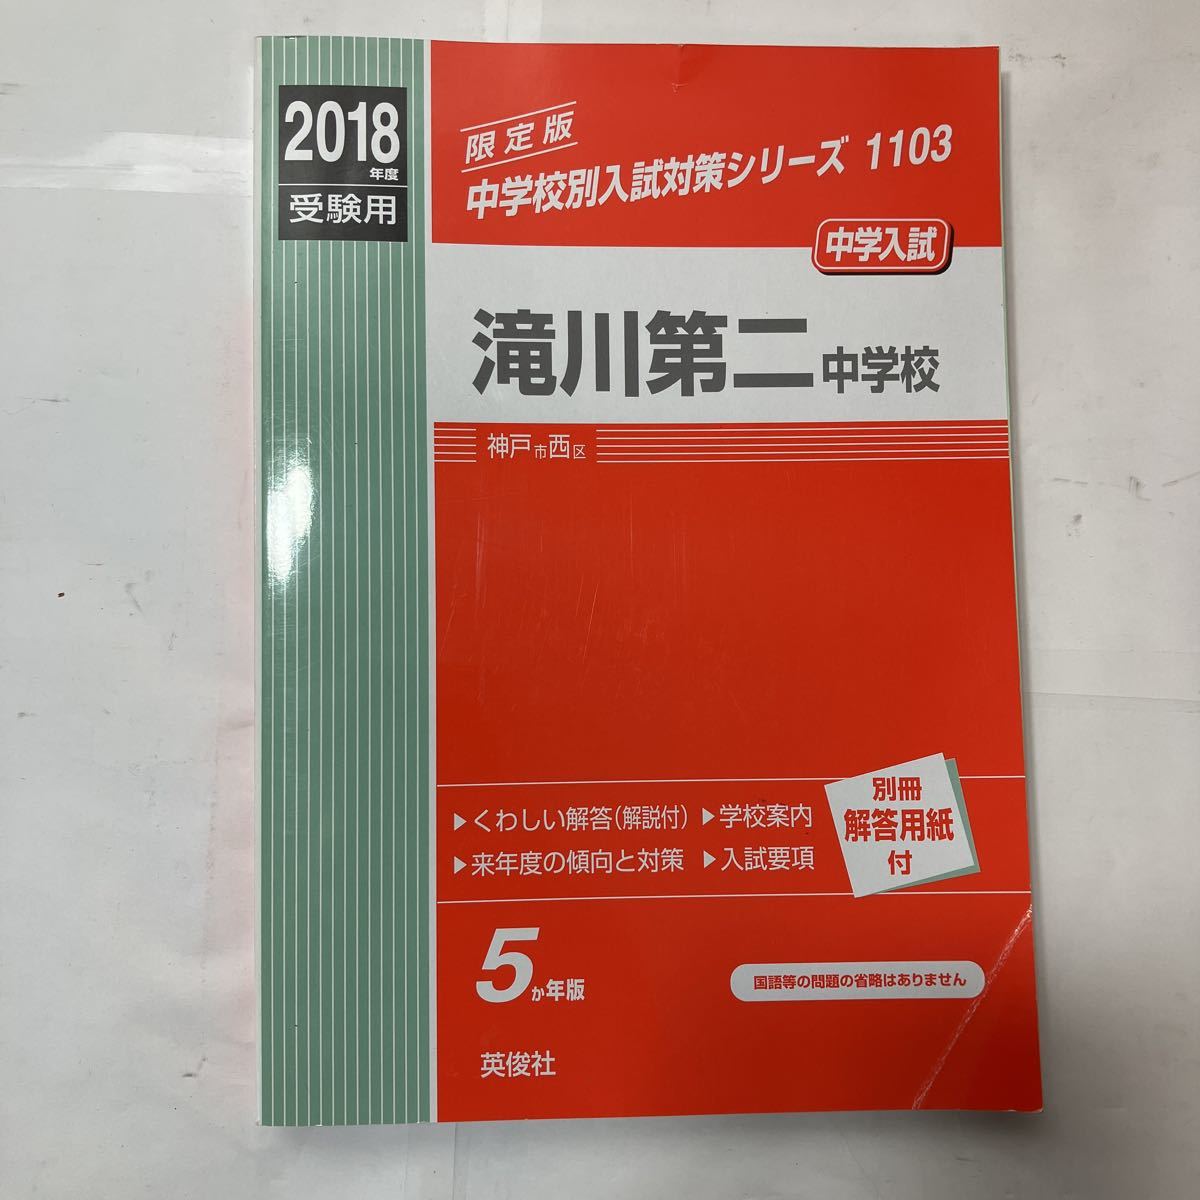 2018
年度
受験用
限定版
中学校別入試対策シリーズ 1103
中学入試
滝川第二中学校
神戸市西区
▶くわしい解答(解説付) ▶学校案内
▶来年度の傾向と対策 ▶入試要項
別冊
解答用紙
付
5か年版
国語等の問題の省略はありません
英俊社